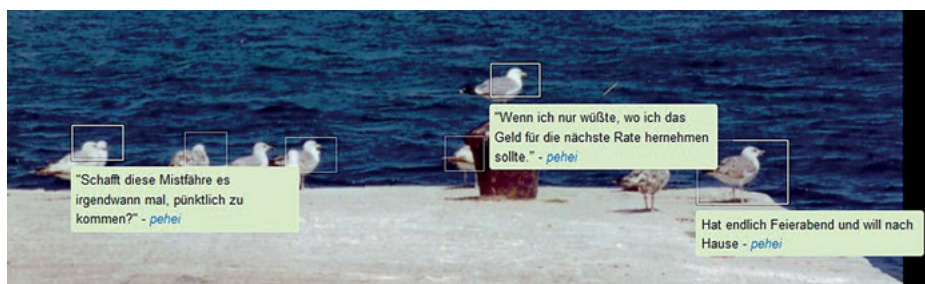 "Wenn ich nur wüßte, wo ich das
Geld für die nächste Rate hernehmen
sollte." - pehei
"Schafft diese Mistfähre es
irgendwann mal, pünktlich zu
kommen?" - pehei
Hat endlich Feierabend und will nach
Hause - pehei